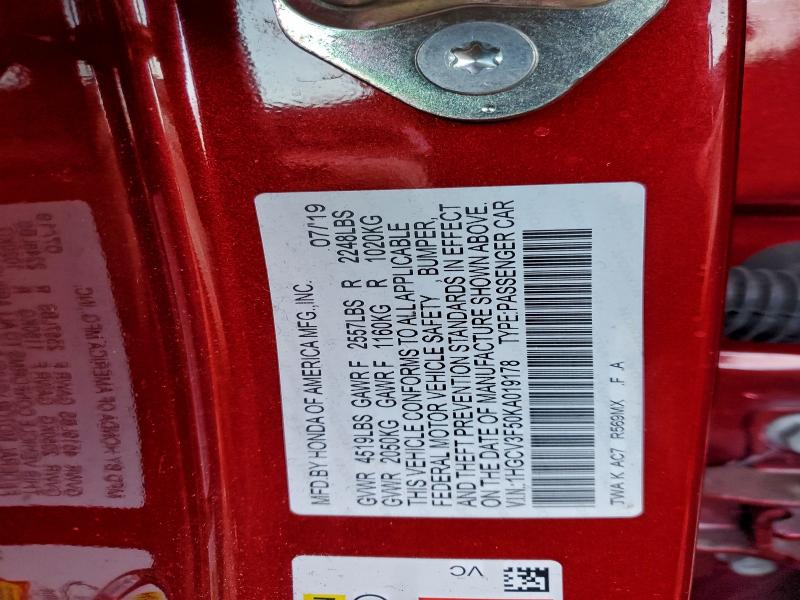 MFD.BY HONDA OF AMERICA MFG.,INC. 07/19
GVWR 4519LBS GAWR F 2557LBS R 2248LBS
GVWR 2050KG GAWR F 1160KG R 1020KG
THIS VEHICLE CONFORMS TO ALL APPLICABLE
FEDERAL MOTOR VEHICLE SAFETY , BUMPER,
AND THEFT PREVENTION STANDARDS, IN EFFECT
ON THE DATE OF MANUFACTURE SHOWN ABOVE.
V.I.N.:1HGCV3F50KA019178 TYPE:PASSENGER CAR
JWA K AC7 R569MX .F .A
VC